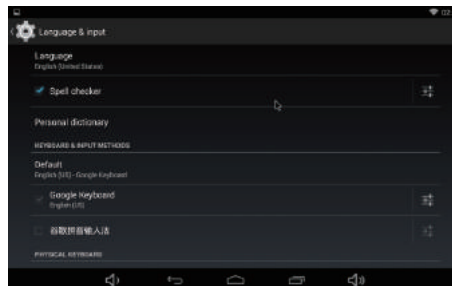 02
Language & input
Language
English (United States)
Spell checker
Personal dictionary
KEYBOARD & INPUT METHODS
Default
English (US) - Google Keyboard
Google Keyboard
English (US)
谷歌拼音输入法
PHYSICAL KEYBOARD